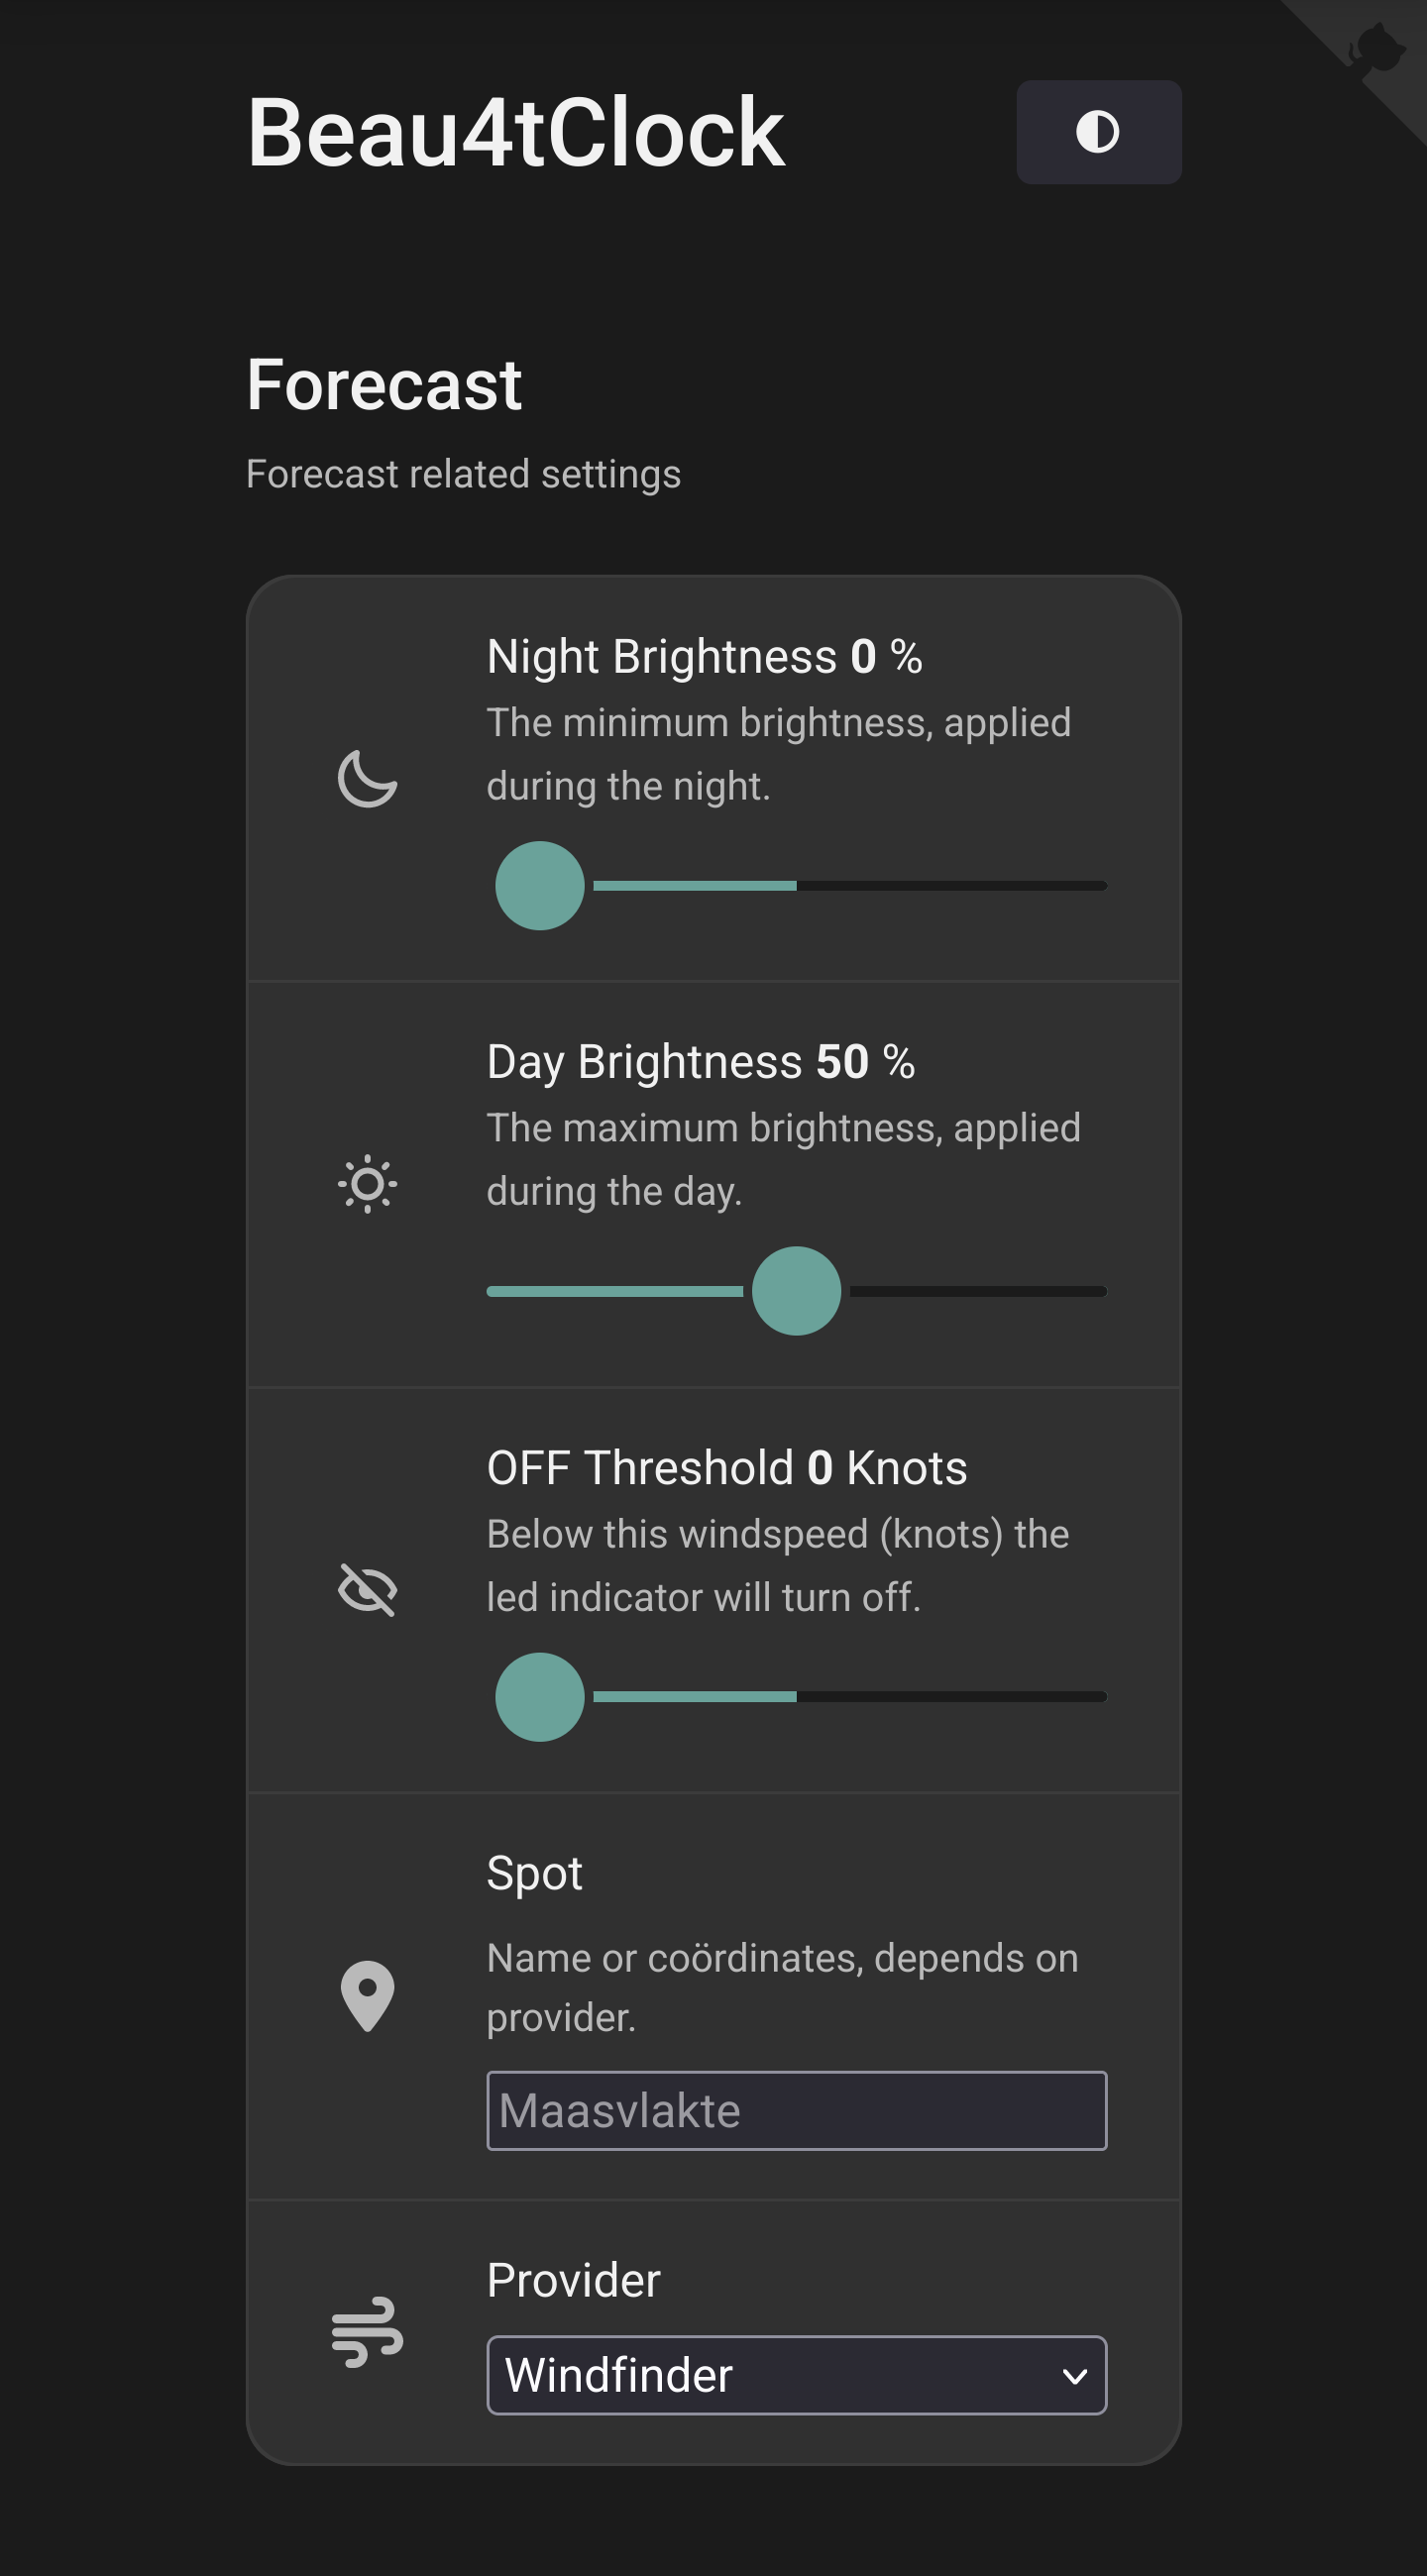 Beau4tClock
Forecast
Forecast related settings
Night Brightness 0 %
The minimum brightness, applied
during the night.
Day Brightness 50 %
The maximum brightness, applied
during the day.
OFF Threshold 0 Knots
Below this windspeed (knots) the
led indicator will turn off.
Spot
Name or coördinates, depends on
provider.
Maasvlakte
Provider
Windfinder